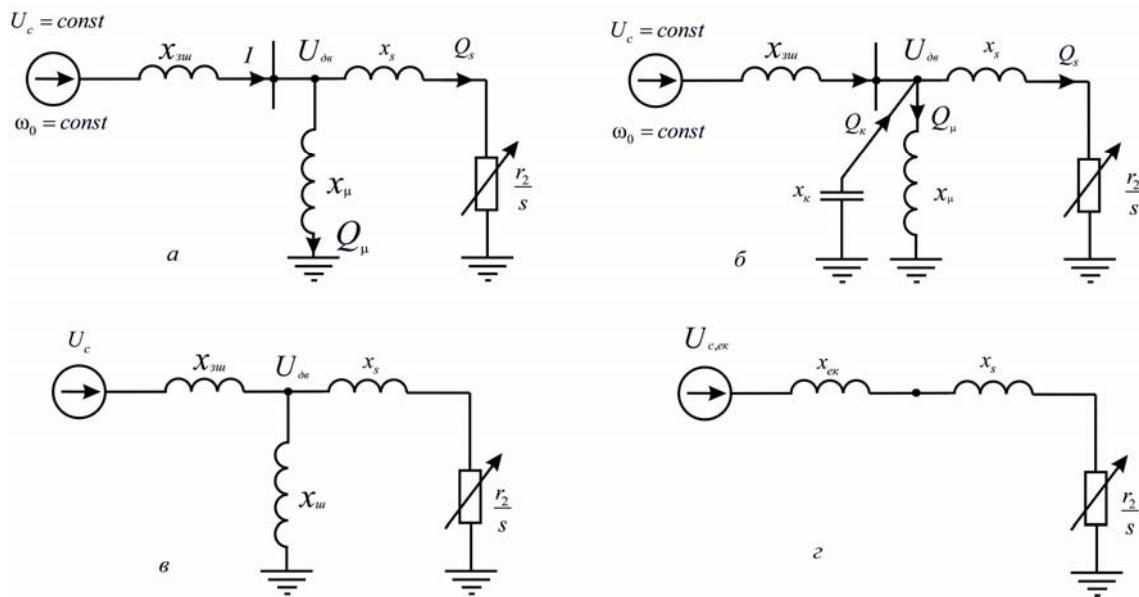 U_c = const
x_зш
I
U_дв
x_s
Q_s
ω_0 = const
x_μ
Q_μ
r_2/s
а
U_c = const
x_зш
U_дв
x_s
Q_s
ω_0 = const
Q_к
Q_μ
x_к
x_μ
r_2/s
б
U_c
x_зш
U_дв
x_s
x_ш
r_2/s
в
U_с,ек
x_ек
x_s
r_2/s
г